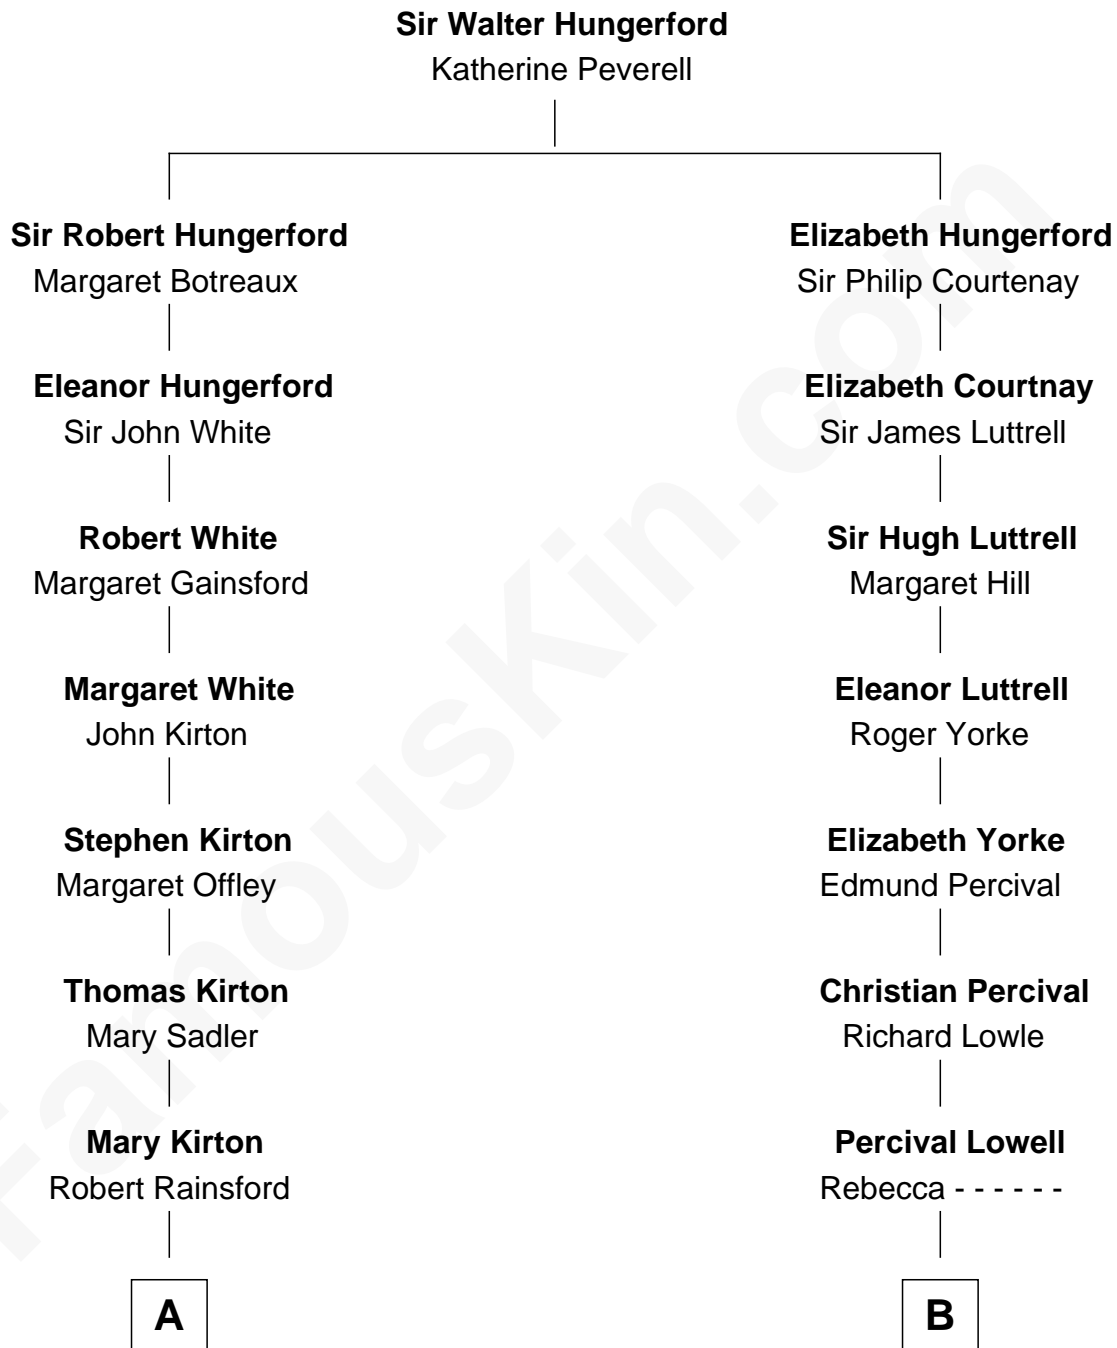 Sir Walter Hungerford
Katherine Peverell
Sir Robert Hungerford
Margaret Botreaux
Eleanor Hungerford
Sir John White
Robert White
Margaret Gainsford
Margaret White
John Kirton
Stephen Kirton
Margaret Offley
Thomas Kirton
Mary Sadler
Mary Kirton
Robert Rainsford
A
Elizabeth Hungerford
Sir Philip Courtenay
Elizabeth Courtnay
Sir James Luttrell
Sir Hugh Luttrell
Margaret Hill
Eleanor Luttrell
Roger Yorke
Elizabeth Yorke
Edmund Percival
Christian Percival
Richard Lowle
Percival Lowell
Rebecca - - - - - -
B
FamousKin.com